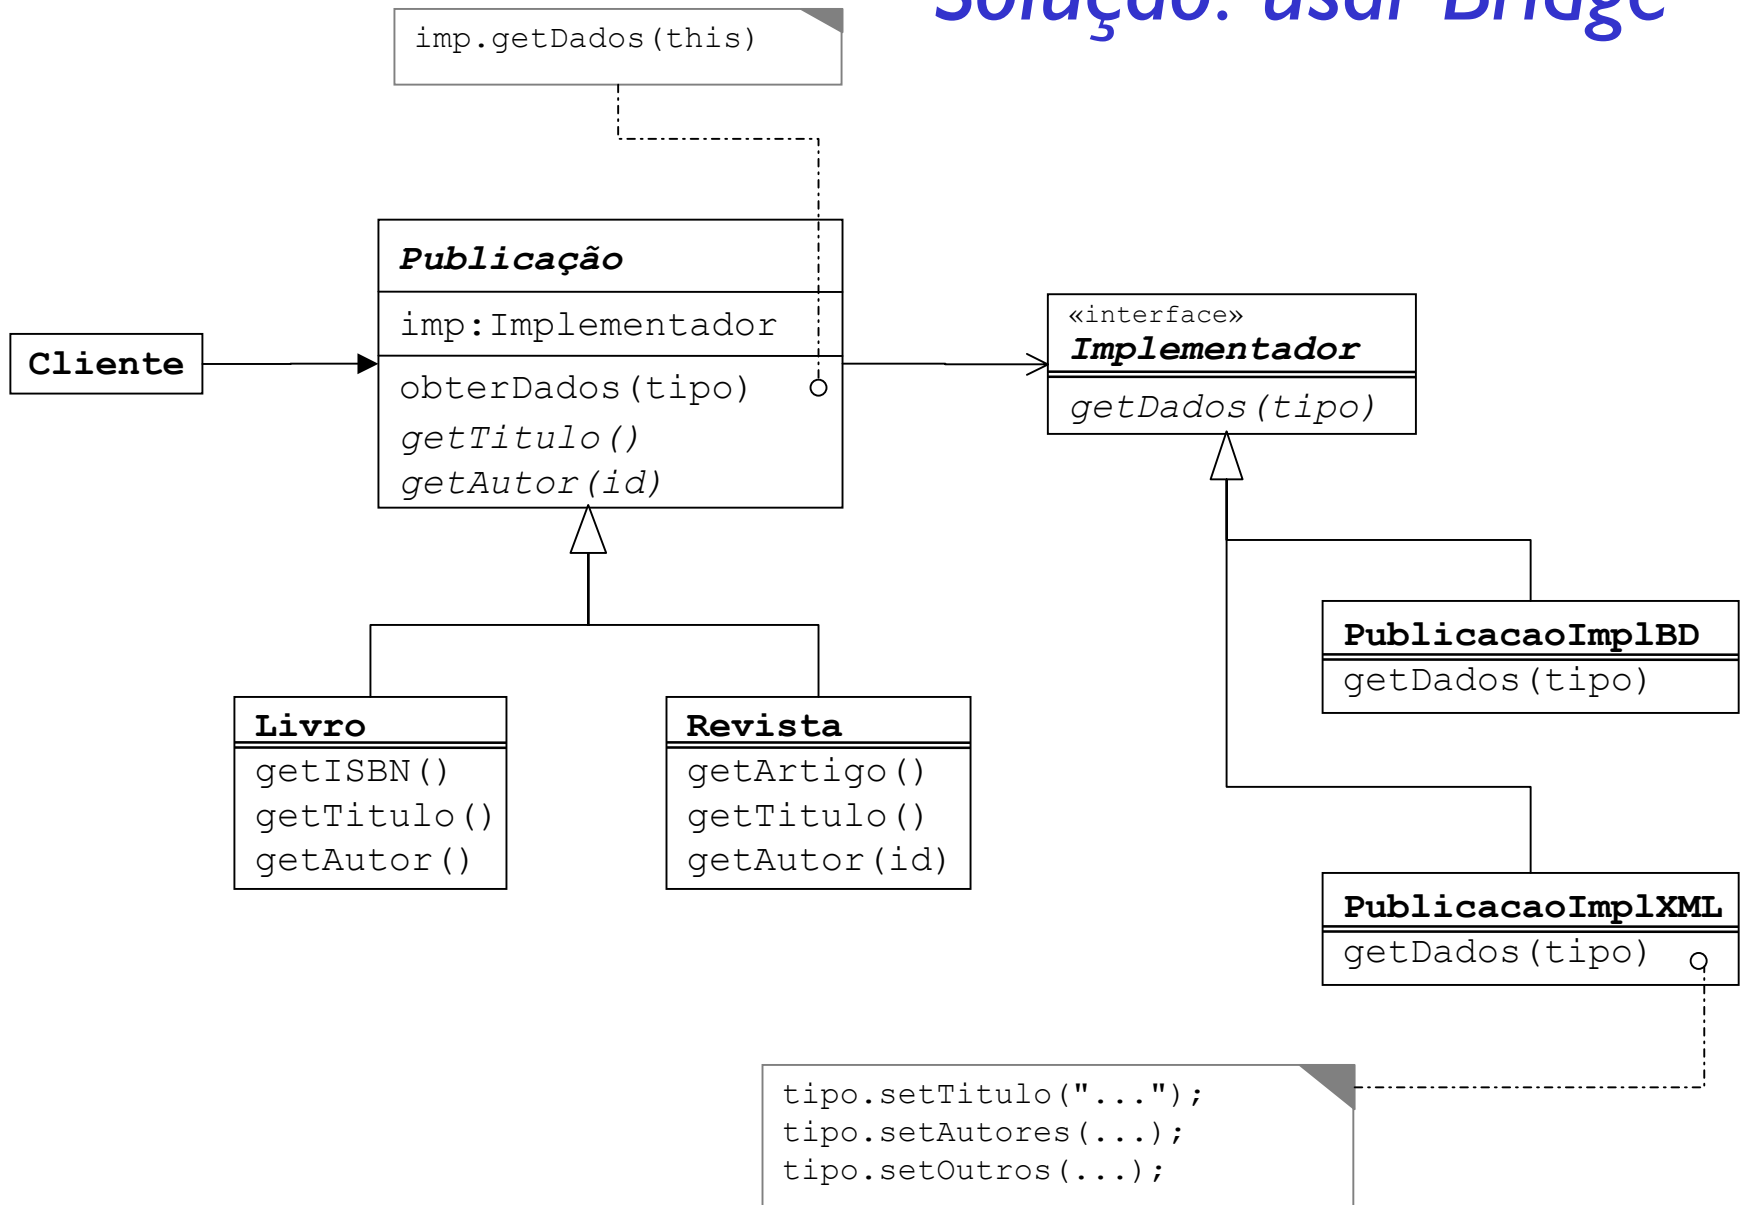 Solução: usar Bridge
imp.getDados(this)
Publicação
imp:Implementador
obterDados(tipo)
getTitulo()
getAutor(id)
Cliente
«interface»
Implementador
getDados(tipo)
PublicacaoImplBD
getDados(tipo)
Livro
getISBN()
getTitulo()
getAutor()
Revista
getArtigo()
getTitulo()
getAutor(id)
PublicacaoImplXML
getDados(tipo)
tipo.setTitulo("...");
tipo.setAutores(...);
tipo.setOutros(...);